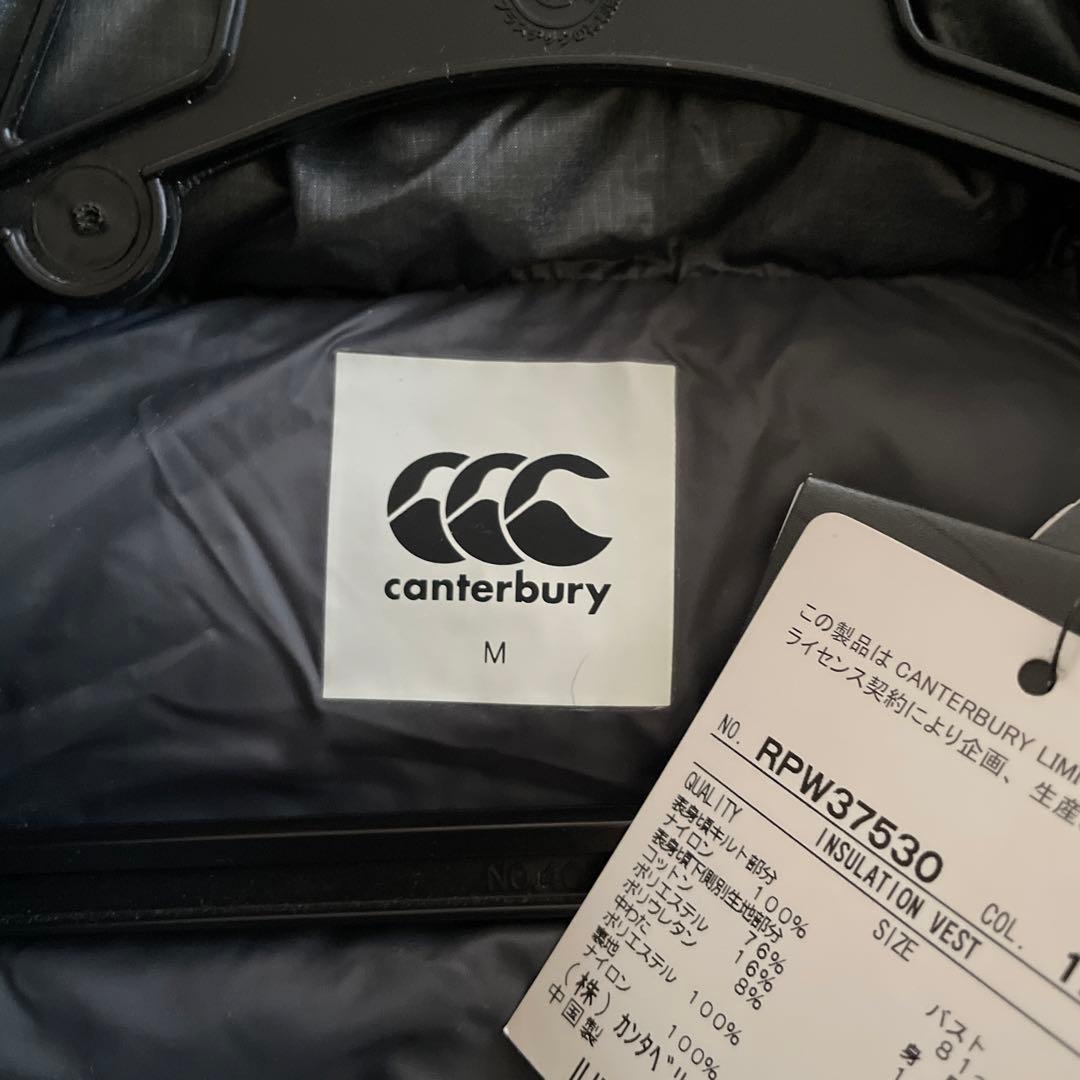 canterbury
M
この製品は CANTERBURY LIMI
ライセンス契約により企画、生産
NO. RPW37530
INSULATION VEST
QUALITY
COL. 1
SIZE
表身頃キルト部分
ナイロン 100%
表身頃下側別生地部分
コットン 76%
ポリエステル 16%
ポリウレタン 8%
中わた
ポリエステル 100%
裏地
ナイロン 100%
(株)カンタベリ
中国製
バスト
81
身
NO.